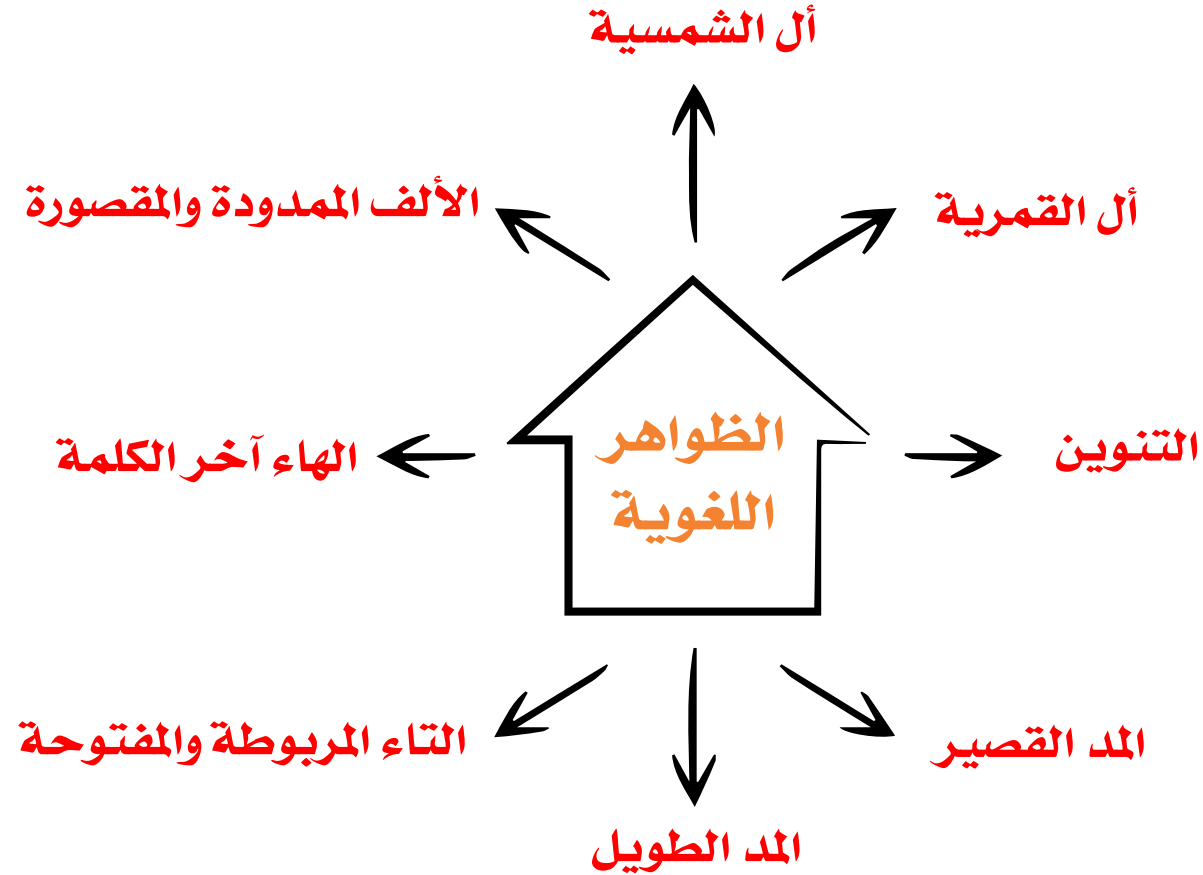 أل الشمسية
الألف الممدودة والمقصورة
أل القمرية
الظواهر
اللغوية
الهاء آخر الكلمة
التنوين
التاء المربوطة والمفتوحة
المد القصير
المد الطويل